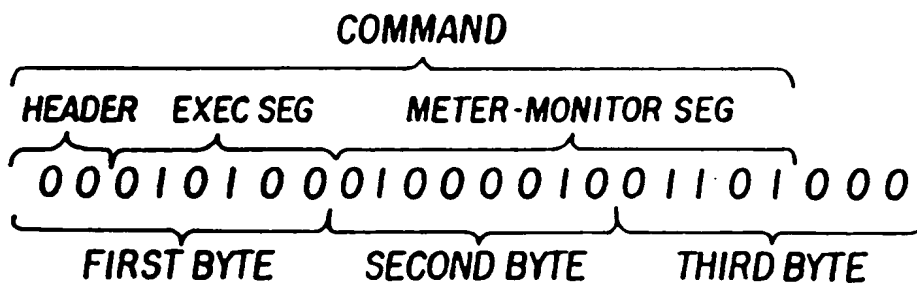 COMMAND
HEADER EXEC SEG METER-MONITOR SEG
0 0 0 1 0 1 0 0 0 1 0 0 0 0 1 0 0 1 1 0 1 0 0 0
FIRST BYTE SECOND BYTE THIRD BYTE